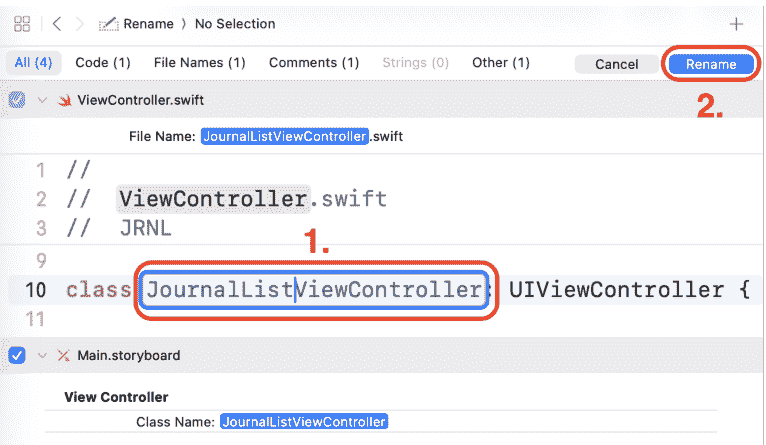 Rename 〉 No Selection
All (4) Code (1) File Names (1) Comments (1) Strings (0) Other (1) Cancel Rename
2.
ViewController.swift
File Name: JournalListViewController.swift
1 //
2 // ViewController.swift
3 // JRNL
1.
9
10 class JournalListViewController: UIViewController {
11
Main.storyboard
View Controller
Class Name: JournalListViewController